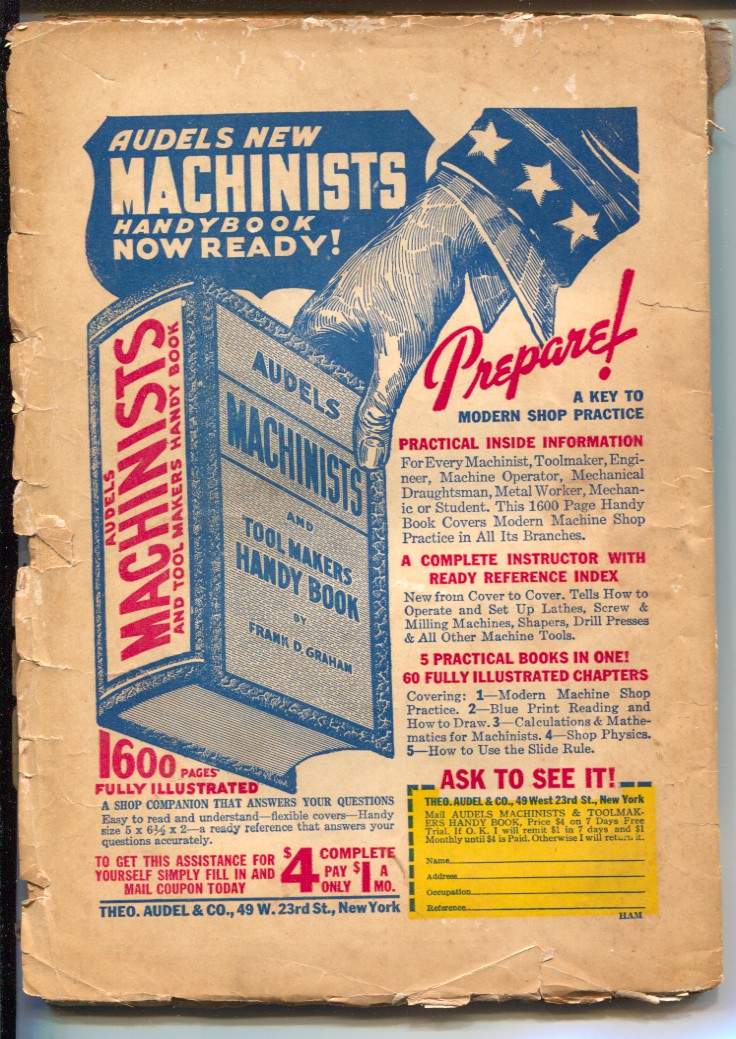 AUDELS NEW
MACHINISTS
HANDYBOOK
NOW READY!
AUDELS
MACHINISTS
AND TOOL MAKERS HANDY BOOK
AUDELS
MACHINISTS
AND
TOOL MAKERS
HANDY BOOK
BY
FRANK D. GRAHAM
Prepare!
A KEY TO
MODERN SHOP PRACTICE
PRACTICAL INSIDE INFORMATION
For Every Machinist, Toolmaker, Engi-
neer, Machine Operator, Mechanical
Draughtsman, Metal Worker, Mechan-
ic or Student. This 1600 Page Handy
Book Covers Modern Machine Shop
Practice in All Its Branches.
A COMPLETE INSTRUCTOR WITH
READY REFERENCE INDEX
New from Cover to Cover. Tells How to
Operate and Set Up Lathes, Screw &
Milling Machines, Shapers, Drill Presses
& All Other Machine Tools.
5 PRACTICAL BOOKS IN ONE!
60 FULLY ILLUSTRATED CHAPTERS
Covering: 1—Modern Machine Shop
Practice. 2—Blue Print Reading and
How to Draw. 3—Calculations & Mathe-
matics for Machinists. 4—Shop Physics.
5—How to Use the Slide Rule.
1600 PAGES
FULLY ILLUSTRATED
A SHOP COMPANION THAT ANSWERS YOUR QUESTIONS
Easy to read and understand—flexible covers—Handy
size 5 x 6½ x 2—a ready reference that answers your
questions accurately.
TO GET THIS ASSISTANCE FOR
YOURSELF SIMPLY FILL IN AND
MAIL COUPON TODAY
$4 COMPLETE
PAY $1 A
ONLY MO.
THEO. AUDEL & CO., 49 W. 23rd St., New York
ASK TO SEE IT!
THEO. AUDEL & CO., 49 West 23rd St., New York
Mail AUDELS MACHINISTS & TOOLMAK-
ERS HANDY BOOK, Price $4 on 7 Days Free
Trial. If O. K. I will remit $1 in 7 days and $1
Monthly until $4 is Paid. Otherwise I will return it.
Name
Address
Occupation
Reference
HAM